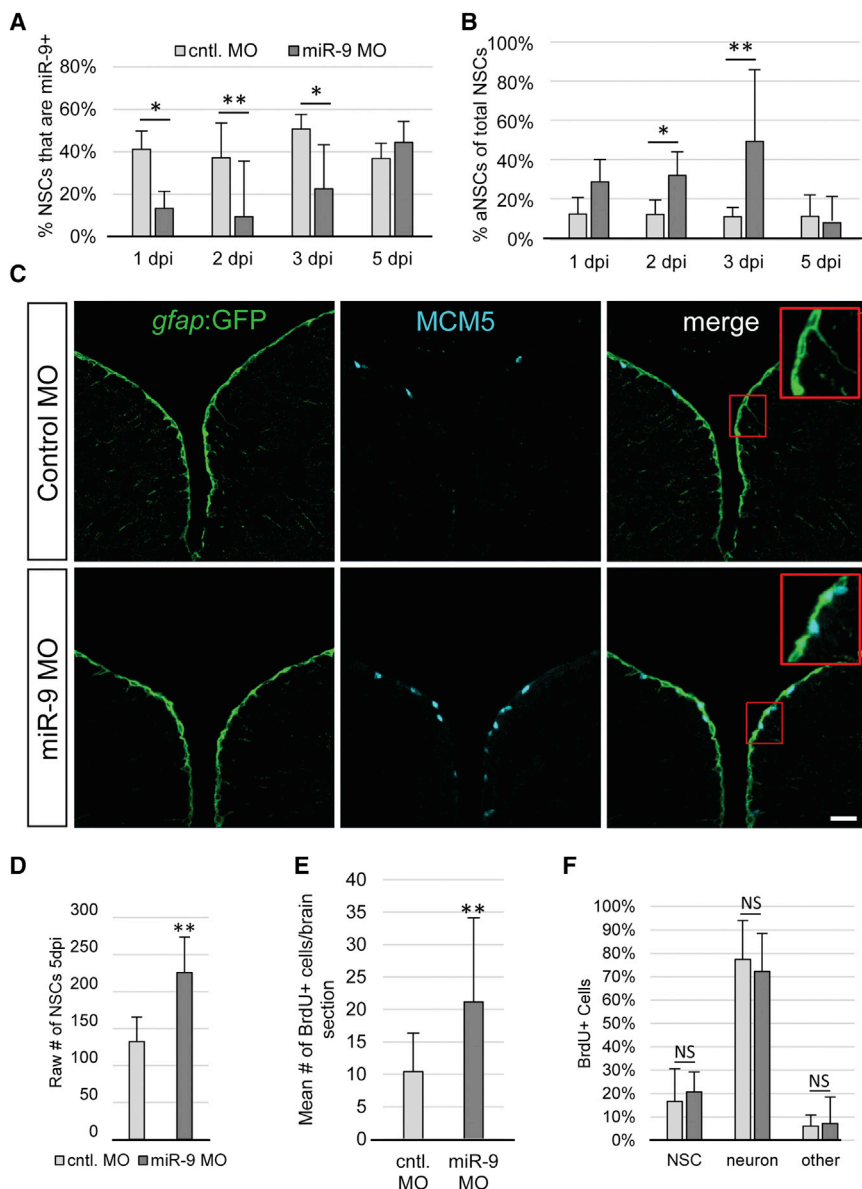 A
cntl. MO miR-9 MO
% NSCs that are miR-9+
80%
60%
40%
20%
0%
* ** *
1 dpi 2 dpi 3 dpi 5 dpi
B
% aNSCs of total NSCs
100%
80%
60%
40%
20%
0%
* **
1 dpi 2 dpi 3 dpi 5 dpi
C
gfap:GFP MCM5 merge
Control MO
miR-9 MO
D
Raw # of NSCs 5dpi
300
250
200
150
100
50
0
**
cntl. MO miR-9 MO
E
Mean # of BrdU+ cells/brain
section
40
35
30
25
20
15
10
5
0
**
cntl. miR-9
MO MO
F
BrdU+ Cells
100%
90%
80%
70%
60%
50%
40%
30%
20%
10%
0%
NS NS NS
NSC neuron other